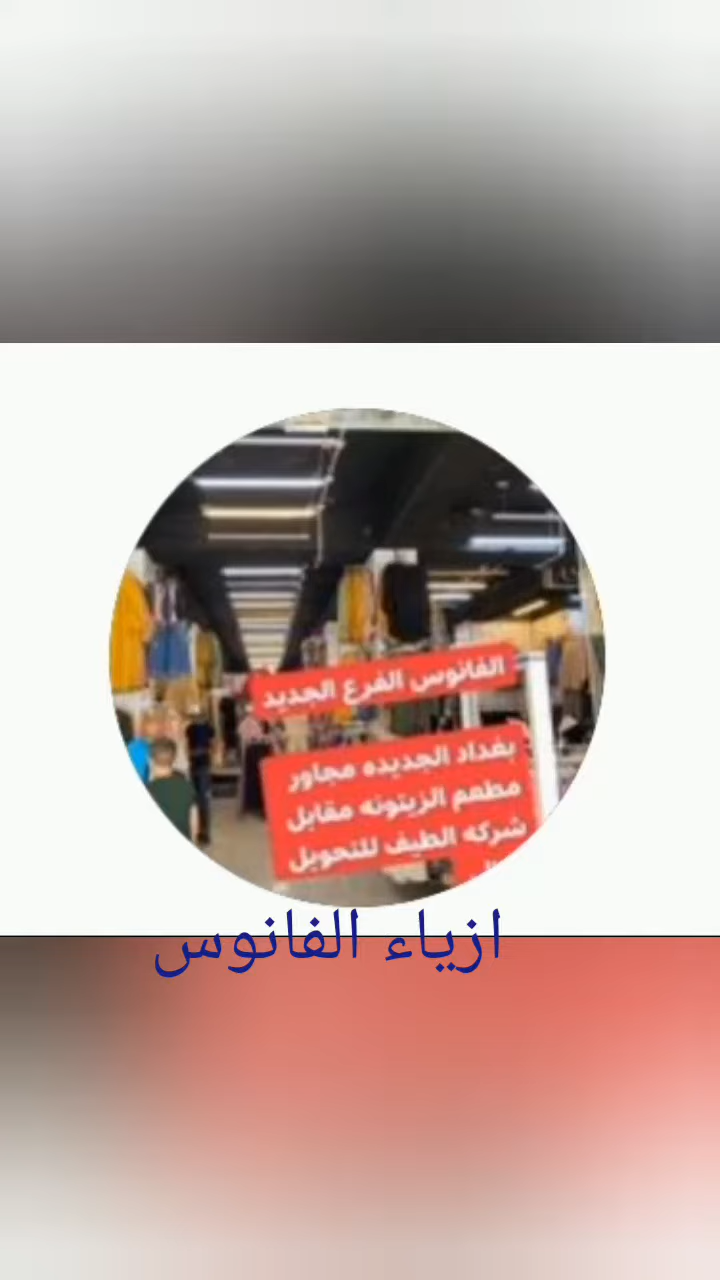 الفانوس الفرع الجديد
بغداد الجديده مجاور
مطعم الزيتونه مقابل
شركه الطيف للتحويل
ازياء الفانوس